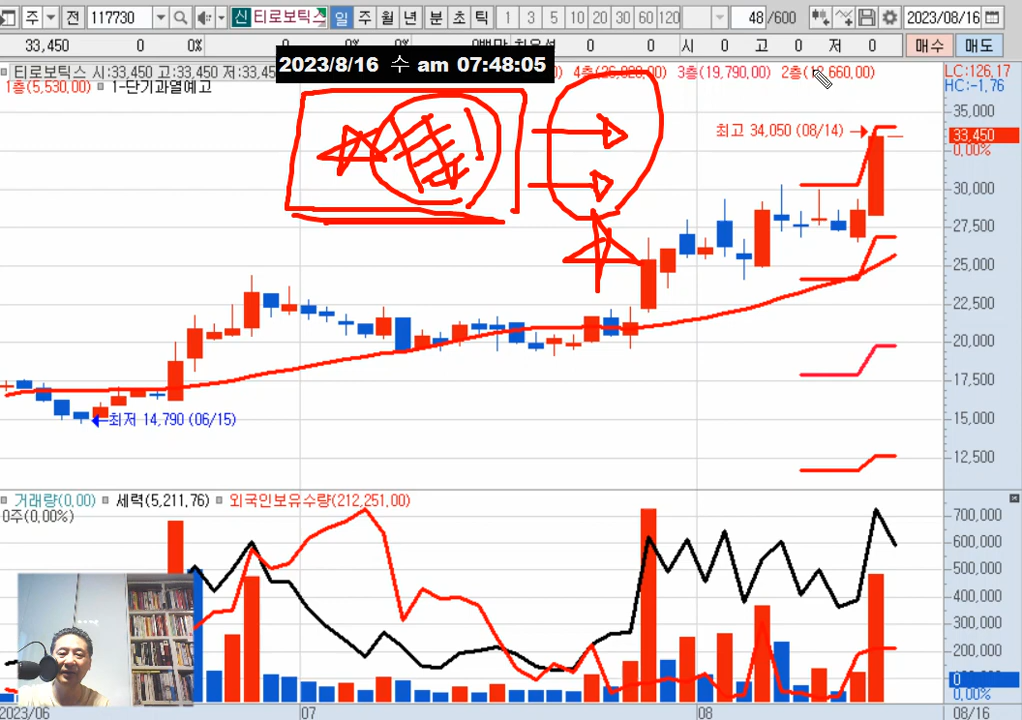 주 전 117730 신 티로보틱스 일 주 월 년 분 초 틱 1 3 5 10 20 30 60 120 48 /600 2023/08/16
33,450 0 0% 0 시 0 고 0 저 0 매수 매도
2023/8/16 수 am 07:48:05
티로보틱스 시:33,450 고:33,450 저:33,45 3층(19,790.00)
1층(5,530.00) 1-단기과열예고
LC:126,17
HC:-1,76
35,000
최고 34,050 (08/14)
33,450
0,00%
30,000
27,500
25,000
22,500
20,000
17,500
15,000
최저 14,790 (06/15)
12,500
거래량(0,00) 세력(5,211.76) 외국인보유수량(212,251.00)
0주(0,00%)
700,000
600,000
500,000
400,000
300,000
200,000
0
0,00%
2023/06 07 08 08/16